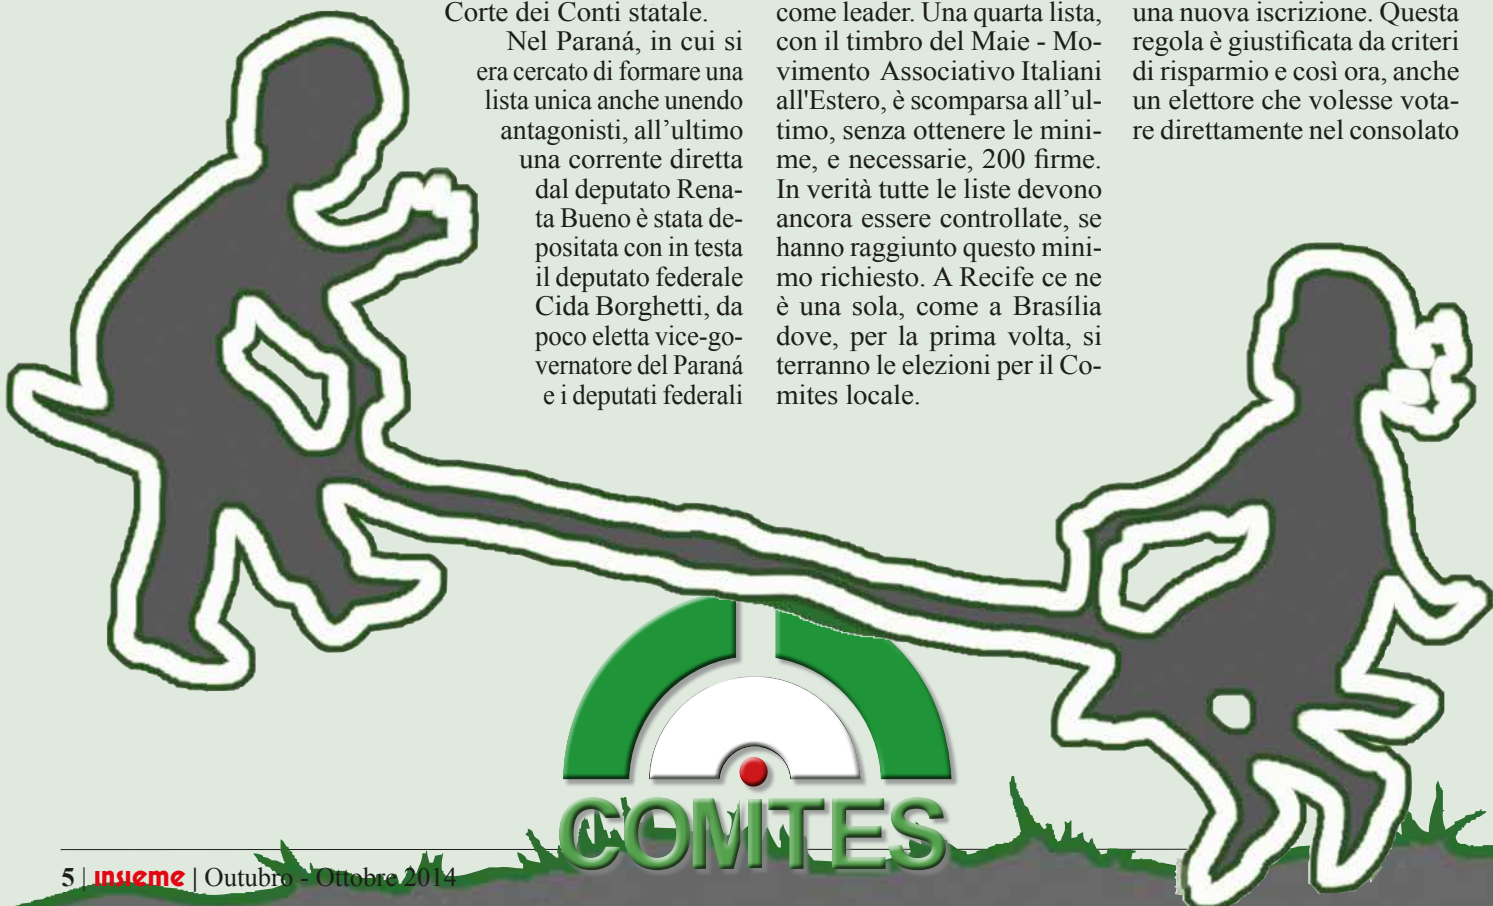 Corte dei Conti statale.
Nel Paraná, in cui si
era cercato di formare una
lista unica anche unendo
antagonisti, all’ultimo
una corrente diretta
dal deputato Rena-
ta Bueno è stata de-
positata con in testa
il deputato federale
Cida Borghetti, da
poco eletta vice-go-
vernatore del Paraná
e i deputati federali
come leader. Una quarta lista,
con il timbro del Maie - Mo-
vimento Associativo Italiani
all'Estero, è scomparsa all’ul-
timo, senza ottenere le mini-
me, e necessarie, 200 firme.
In verità tutte le liste devono
ancora essere controllate, se
hanno raggiunto questo mini-
mo richiesto. A Recife ce ne
è una sola, come a Brasília
dove, per la prima volta, si
terranno le elezioni per il Co-
mites locale.
una nuova iscrizione. Questa
regola è giustificata da criteri
di risparmio e così ora, anche
un elettore che volesse vota-
re direttamente nel consolato
COMITES
5 | insieme | Outubro - Ottobre 2014